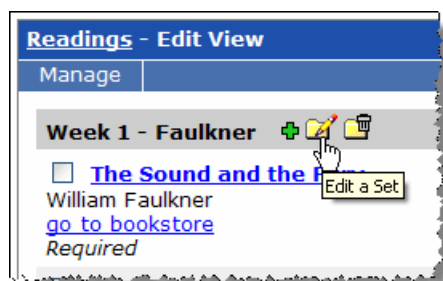 Readings - Edit View
Manage
Week 1 - Faulkner
The Sound and the
Edit a Set
William Faulkner
go to bookstore
Required